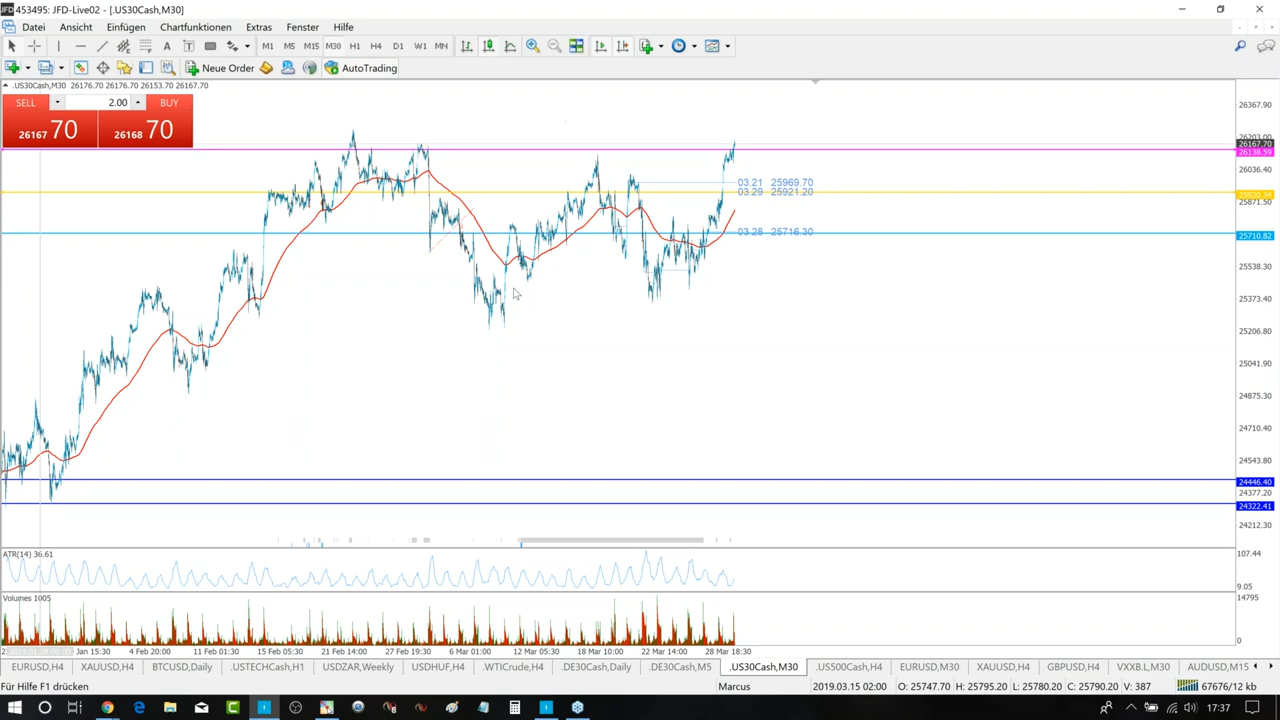 453495: JFD-Live02 - [.US30Cash,M30]
Datei Ansicht Einfügen Chartfunktionen Extras Fenster Hilfe
A T M1 M5 M15 M30 H1 H4 D1 W1 MN
Neue Order AutoTrading
.US30Cash,M30 26176.70 26176.70 26153.70 26167.70
SELL 2.00 BUY
26167 70 26168 70
26367.90
26203.00
26167.70
26138.59
26036.40
03.21 25969.70
03.29 25921.20
25920.34
25871.50
03.28 25716.30
25710.82
25538.30
25373.40
25206.80
25041.90
24875.30
24710.40
24543.80
24446.40
24377.20
24322.41
24212.30
ATR(14) 36.61
107.44
9.05
Volumes 1005
14795
0
Jan 15:30 4 Feb 20:00 11 Feb 01:30 13 Feb 06:30 21 Feb 14:00 27 Feb 19:30 6 Mar 01:00 12 Mar 05:30 18 Mar 10:00 22 Mar 14:00 28 Mar 18:30
EURUSD,H4 XAUUSD,H4 BTCUSD,Daily .USTECHCash,H1 USDZAR,Weekly USDHUF,H4 .WTICrude,H4 .DE30Cash,Daily .DE30Cash,M5 .US30Cash,M30 .US500Cash,H4 EURUSD,M30 XAUUSD,H4 GBPUSD,H4 VXXB.L,M30 AUDUSD,M15
Für Hilfe F1 drücken Marcus 2019.03.15 02:00 O: 25747.70 H: 25795.20 L: 25780.20 C: 25790.20 V: 387 67676/12 kb
17:37